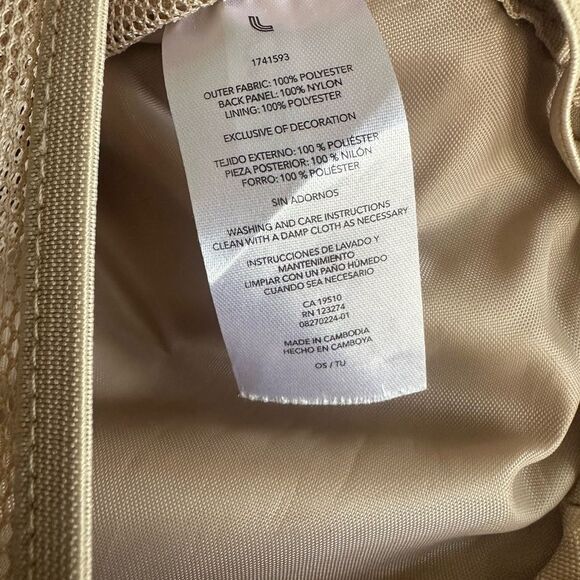 1741593
OUTER FABRIC: 100% POLYESTER
BACK PANEL: 100% NYLON
LINING: 100% POLYESTER
EXCLUSIVE OF DECORATION
TEJIDO EXTERNO: 100 % POLIÉSTER
PIEZA POSTERIOR: 100 % NILÓN
FORRO: 100 % POLIÉSTER
SIN ADORNOS
WASHING AND CARE INSTRUCTIONS
CLEAN WITH A DAMP CLOTH AS NECESSARY
INSTRUCCIONES DE LAVADO Y
MANTENIMIENTO
LIMPIAR CON UN PAÑO HÚMEDO
CUANDO SEA NECESARIO
CA 19510
RN 123274
08270224-01
MADE IN CAMBODIA
HECHO EN CAMBOYA
OS / TU